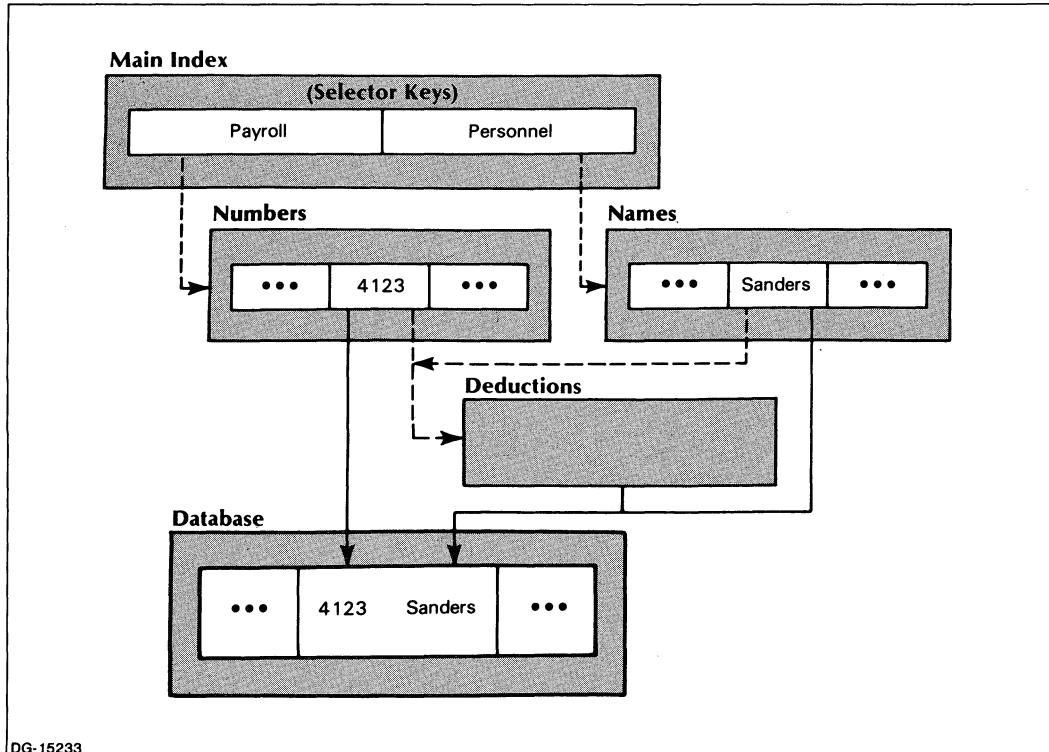 Main Index
(Selector Keys)
Payroll Personnel
Numbers Names
••• 4123 ••• ••• Sanders •••
Deductions
Database
••• 4123 Sanders •••
DG-15233